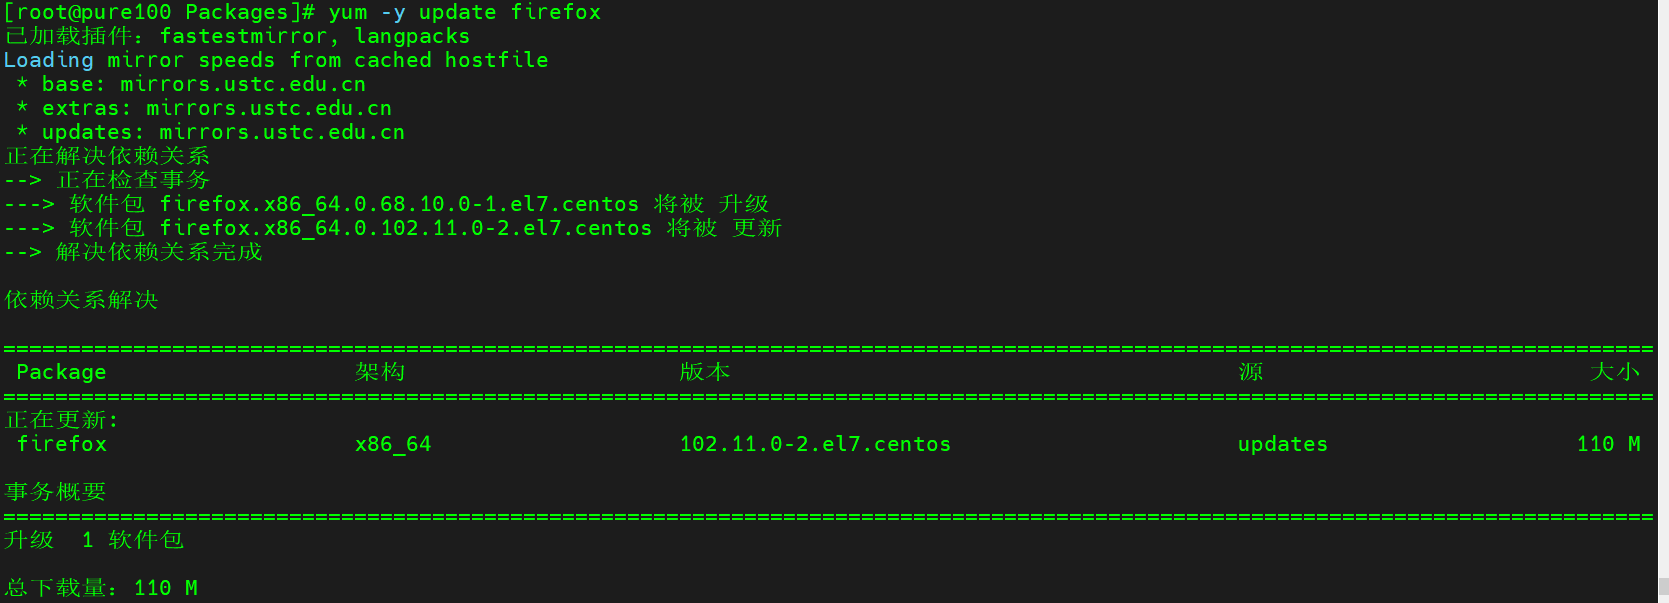 [root@pure100 Packages]# yum -y update firefox
已加载插件：fastestmirror, langpacks
Loading mirror speeds from cached hostfile
 * base: mirrors.ustc.edu.cn
 * extras: mirrors.ustc.edu.cn
 * updates: mirrors.ustc.edu.cn
正在解决依赖关系
--> 正在检查事务
---> 软件包 firefox.x86_64.0.68.10.0-1.el7.centos 将被 升级
---> 软件包 firefox.x86_64.0.102.11.0-2.el7.centos 将被 更新
--> 解决依赖关系完成
依赖关系解决
================================================================================================================================
 Package 架构 版本 源 大小
================================================================================================================================
正在更新:
 firefox x86_64 102.11.0-2.el7.centos updates 110 M
事务概要
================================================================================================================================
升级  1 软件包
总下载量：110 M